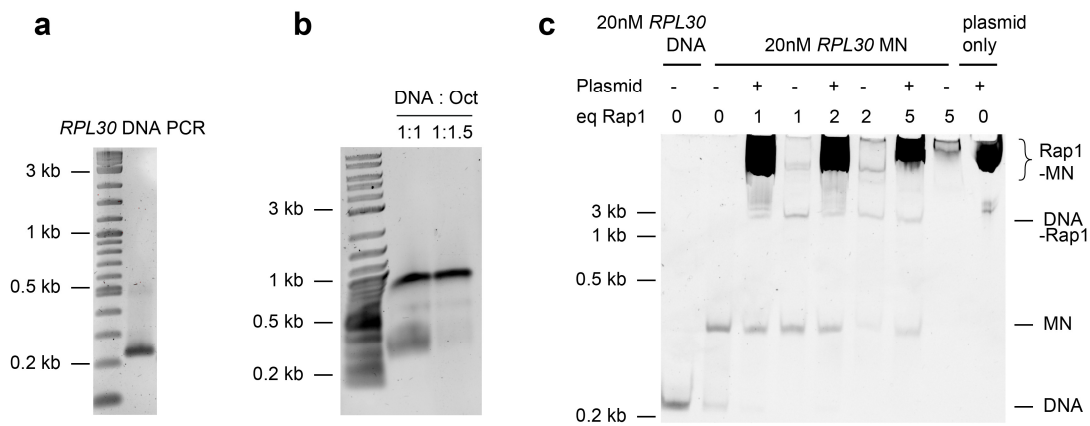 a
RPL30 DNA PCR
3 kb
1 kb
0.5 kb
0.2 kb
b
DNA : Oct
1:1 1:1.5
3 kb
1 kb
0.5 kb
0.2 kb
c
20nM RPL30 DNA
20nM RPL30 MN
plasmid only
Plasmid - - + - + - + - +
eq Rap1 0 0 1 1 2 2 5 5 0
3 kb
1 kb
0.5 kb
0.2 kb
Rap1
-MN
DNA
-Rap1
MN
DNA